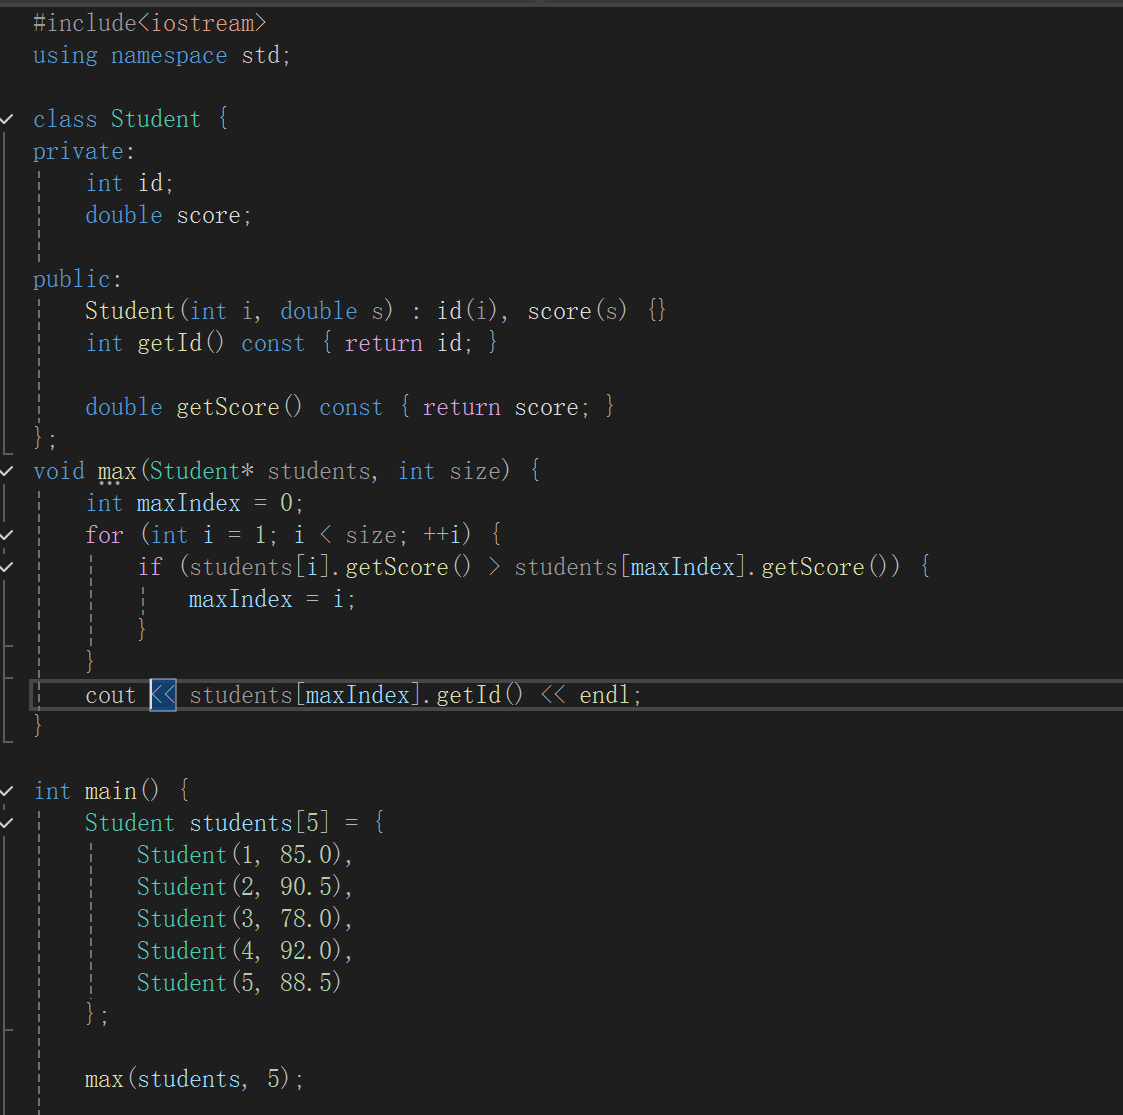 #include<iostream>
using namespace std;
class Student {
private:
int id;
double score;
public:
Student(int i, double s) : id(i), score(s) {}
int getId() const { return id; }
double getScore() const { return score; }
};
void max(Student* students, int size) {
int maxIndex = 0;
for (int i = 1; i < size; ++i) {
if (students[i].getScore() > students[maxIndex].getScore()) {
maxIndex = i;
}
}
cout << students[maxIndex].getId() << endl;
}
int main() {
Student students[5] = {
Student(1, 85.0),
Student(2, 90.5),
Student(3, 78.0),
Student(4, 92.0),
Student(5, 88.5)
};
max(students, 5);